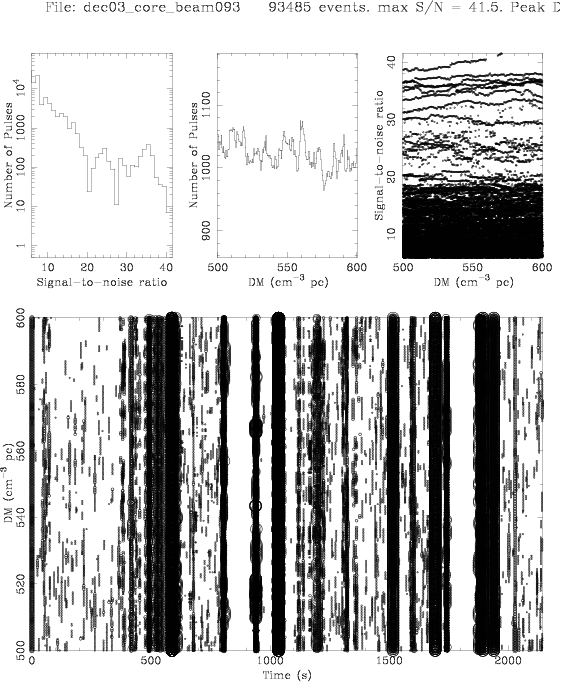 File: dec03_core_beam093 93485 events. max S/N = 41.5. Peak D
Number of Pulses
1 10 100 1000 10^4
10 20 30 40
Signal-to-noise ratio
Number of Pulses
900 1000 1100
500 550 600
DM (cm^-3 pc)
Signal-to-noise ratio
10 20 30 40
500 550 600
DM (cm^-3 pc)
DM (cm^-3 pc)
500 520 540 560 580 600
0 500 1000 1500 2000
Time (s)